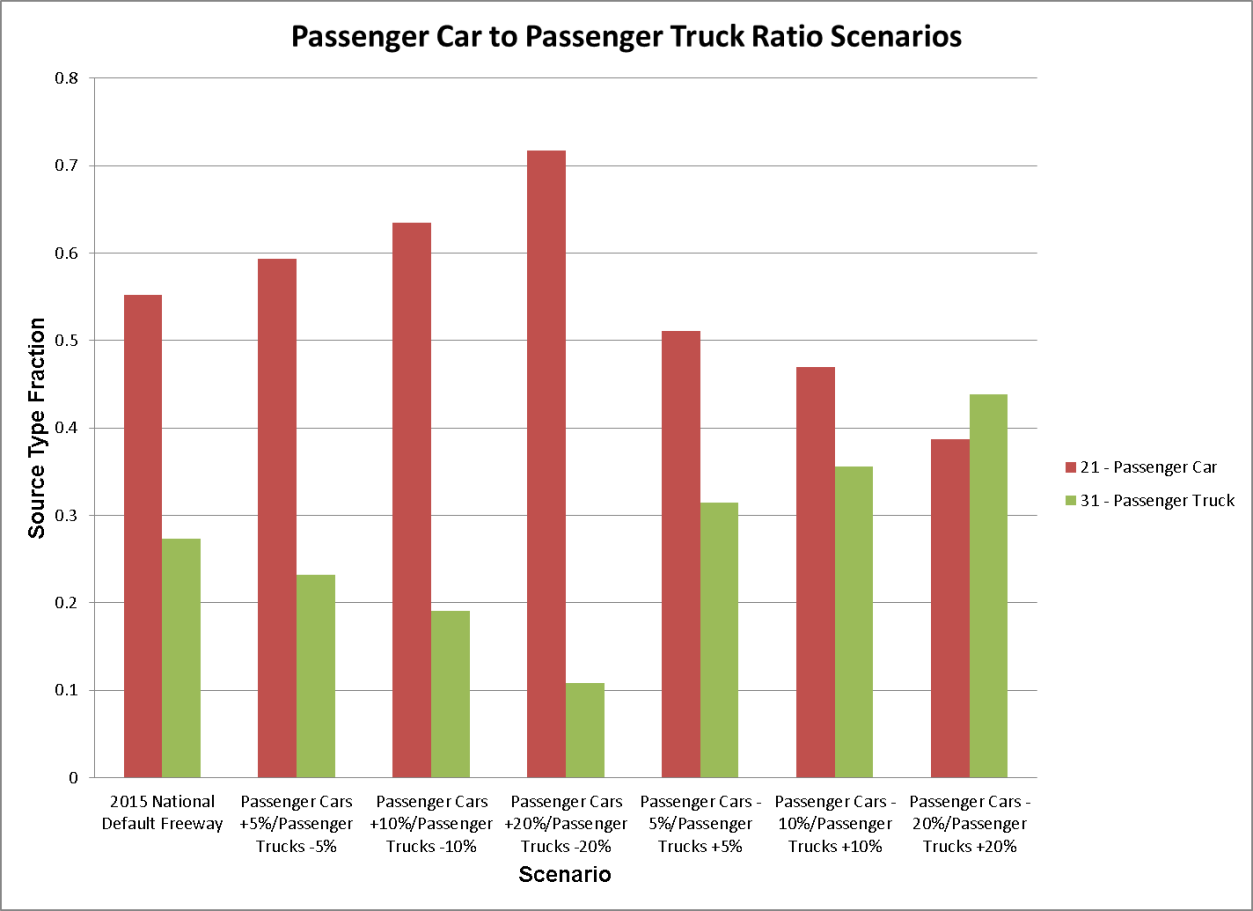 Passenger Car to Passenger Truck Ratio Scenarios
0.8
0.7
0.6
0.5
0.4
0.3
0.2
0.1
0
Source Type Fraction
2015 National
Default Freeway
Passenger Cars
+5%/Passenger
Trucks -5%
Passenger Cars
+10%/Passenger
Trucks -10%
Passenger Cars
+20%/Passenger
Trucks -20%
Passenger Cars -
5%/Passenger
Trucks +5%
Passenger Cars -
10%/Passenger
Trucks +10%
Passenger Cars -
20%/Passenger
Trucks +20%
Scenario
21 - Passenger Car
31 - Passenger Truck